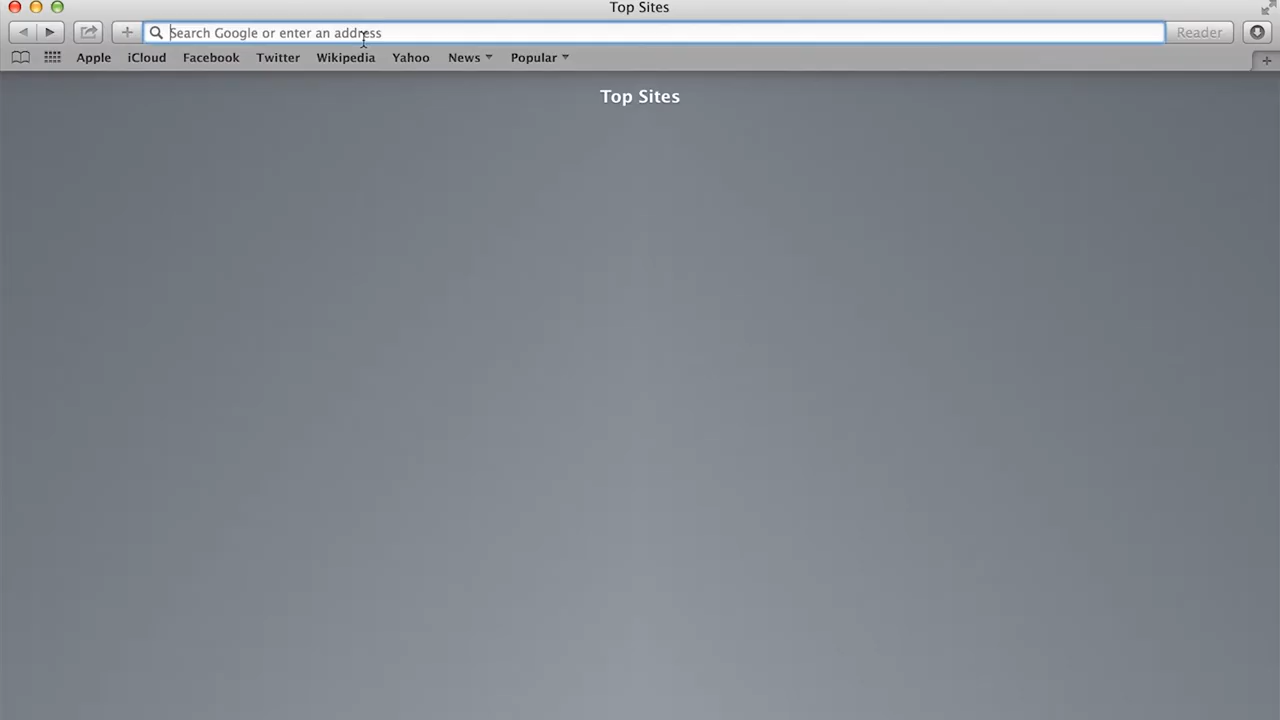 Top Sites
Search Google or enter an address
Reader
Apple iCloud Facebook Twitter Wikipedia Yahoo News Popular
Top Sites